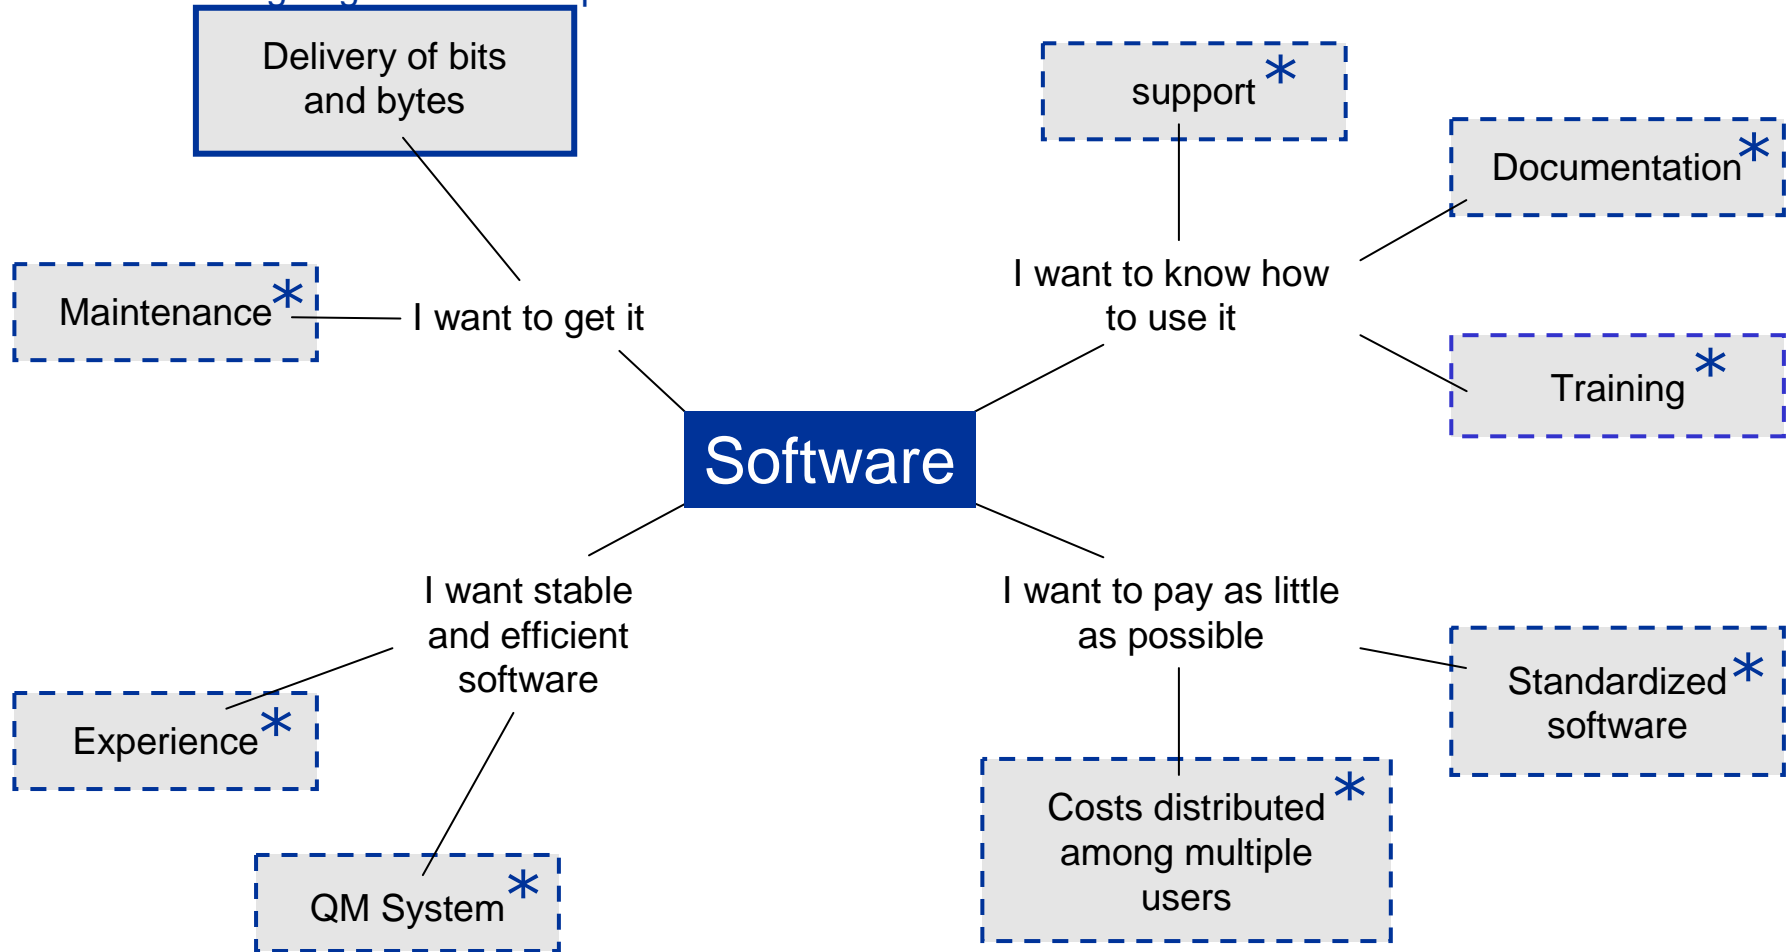 Delivery of bits
and bytes
support *
Documentation *
Maintenance *
I want to get it
I want to know how
to use it
Training *
Software
I want stable
and efficient
software
I want to pay as little
as possible
Experience *
Standardized *
software
QM System *
Costs distributed *
among multiple
users